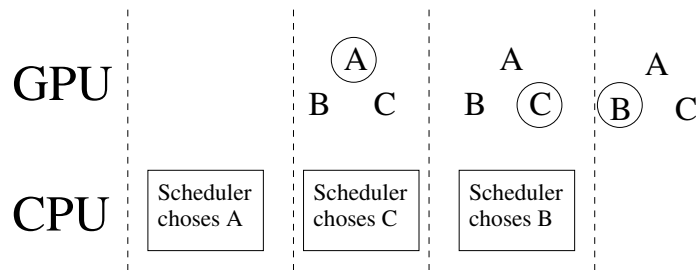 GPU
A
B C
A
B C
A
B C
CPU
Scheduler
choses A
Scheduler
choses C
Scheduler
choses B